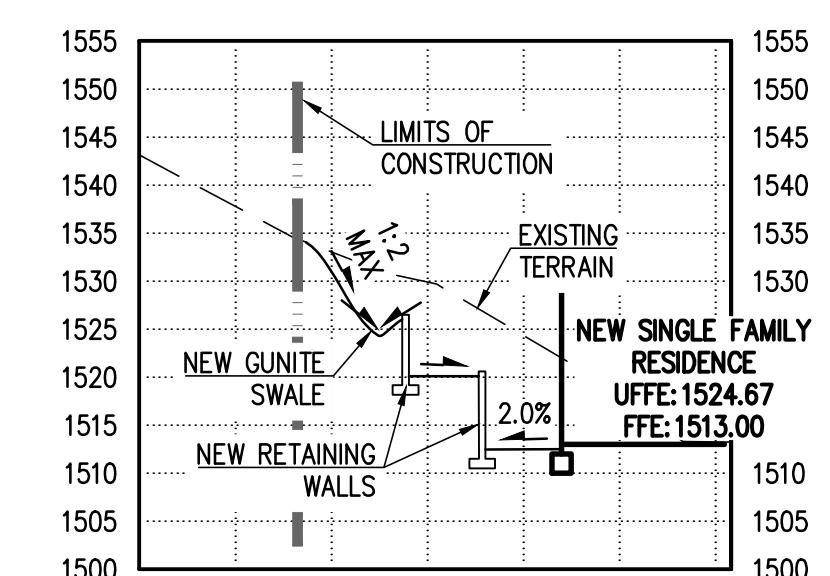 1555
1550
1545
1540
1535
1530
1525
1520
1515
1510
1505
1500
LIMITS OF
CONSTRUCTION
1:2
MAX
EXISTING
TERRAIN
NEW GUNITE
SWALE
NEW RETAINING
WALLS
2.0%
NEW SINGLE FAMILY
RESIDENCE
UFFE:1524.67
FFE:1513.00
1555
1550
1545
1540
1535
1530
1510
1505
1500